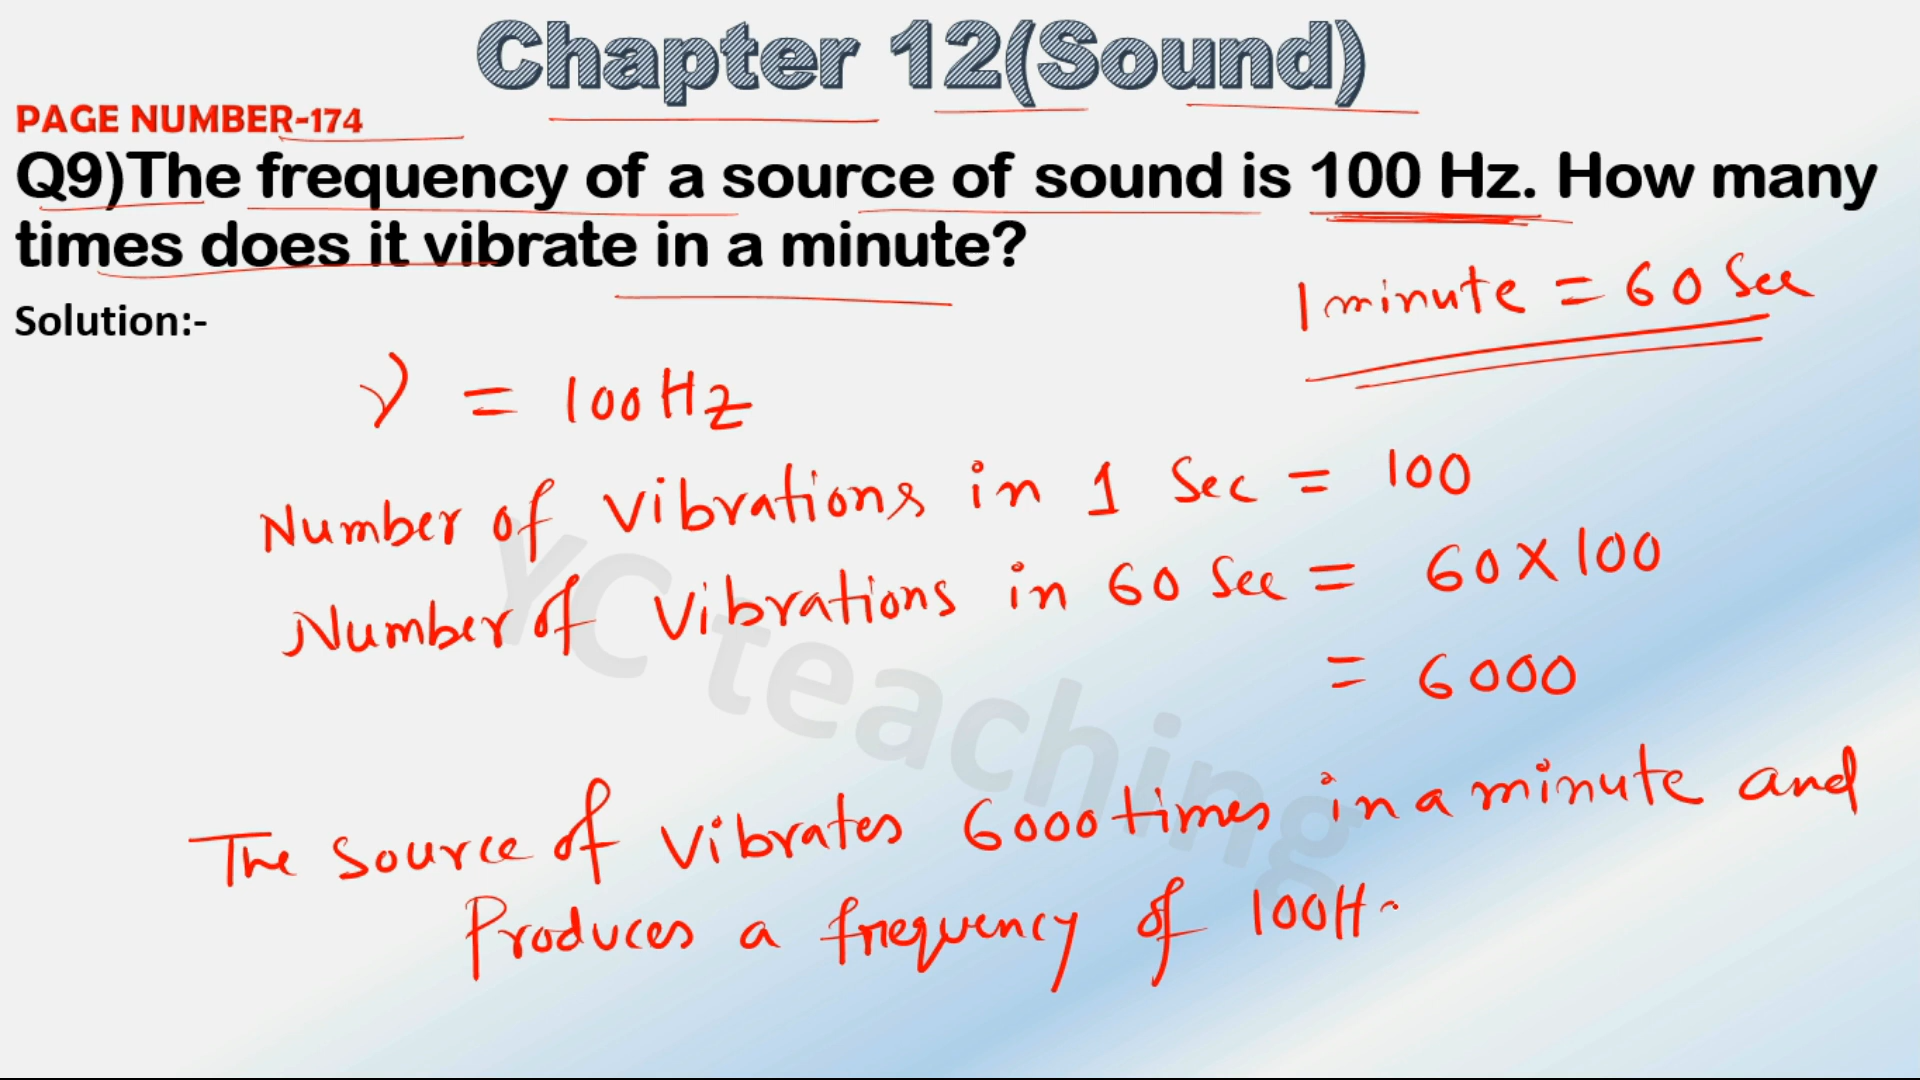 Chapter 12(Sound)
PAGE NUMBER-174
Q9)The frequency of a source of sound is 100 Hz. How many
times does it vibrate in a minute?
1 minute = 60 Sec
Solution:-
ν = 100Hz
Number of Vibrations in 1 Sec = 100
Number of Vibrations in 60 Sec = 60 X 100
= 6000
YC teaching
The Source of Vibrates 6000 times in a minute and
Produces a frequency of 100H